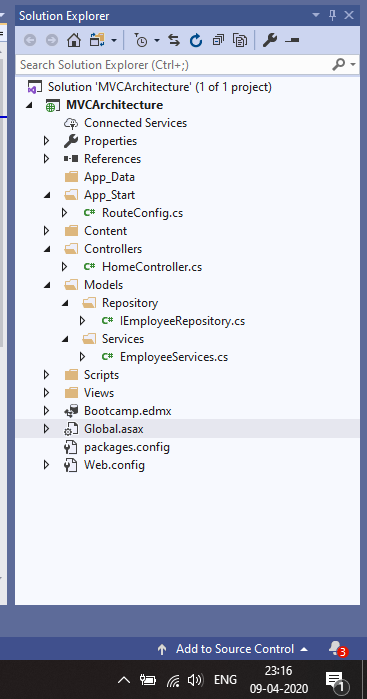 Solution Explorer
Search Solution Explorer (Ctrl+;)
Solution 'MVCArchitecture' (1 of 1 project)
MVCArchitecture
Connected Services
Properties
References
App_Data
App_Start
C# RouteConfig.cs
Content
Controllers
C# HomeController.cs
Models
Repository
C# IEmployeeRepository.cs
Services
C# EmployeeServices.cs
Scripts
Views
Bootcamp.edmx
Global.asax
packages.config
Web.config
Add to Source Control
3
ENG
23:16
09-04-2020
1